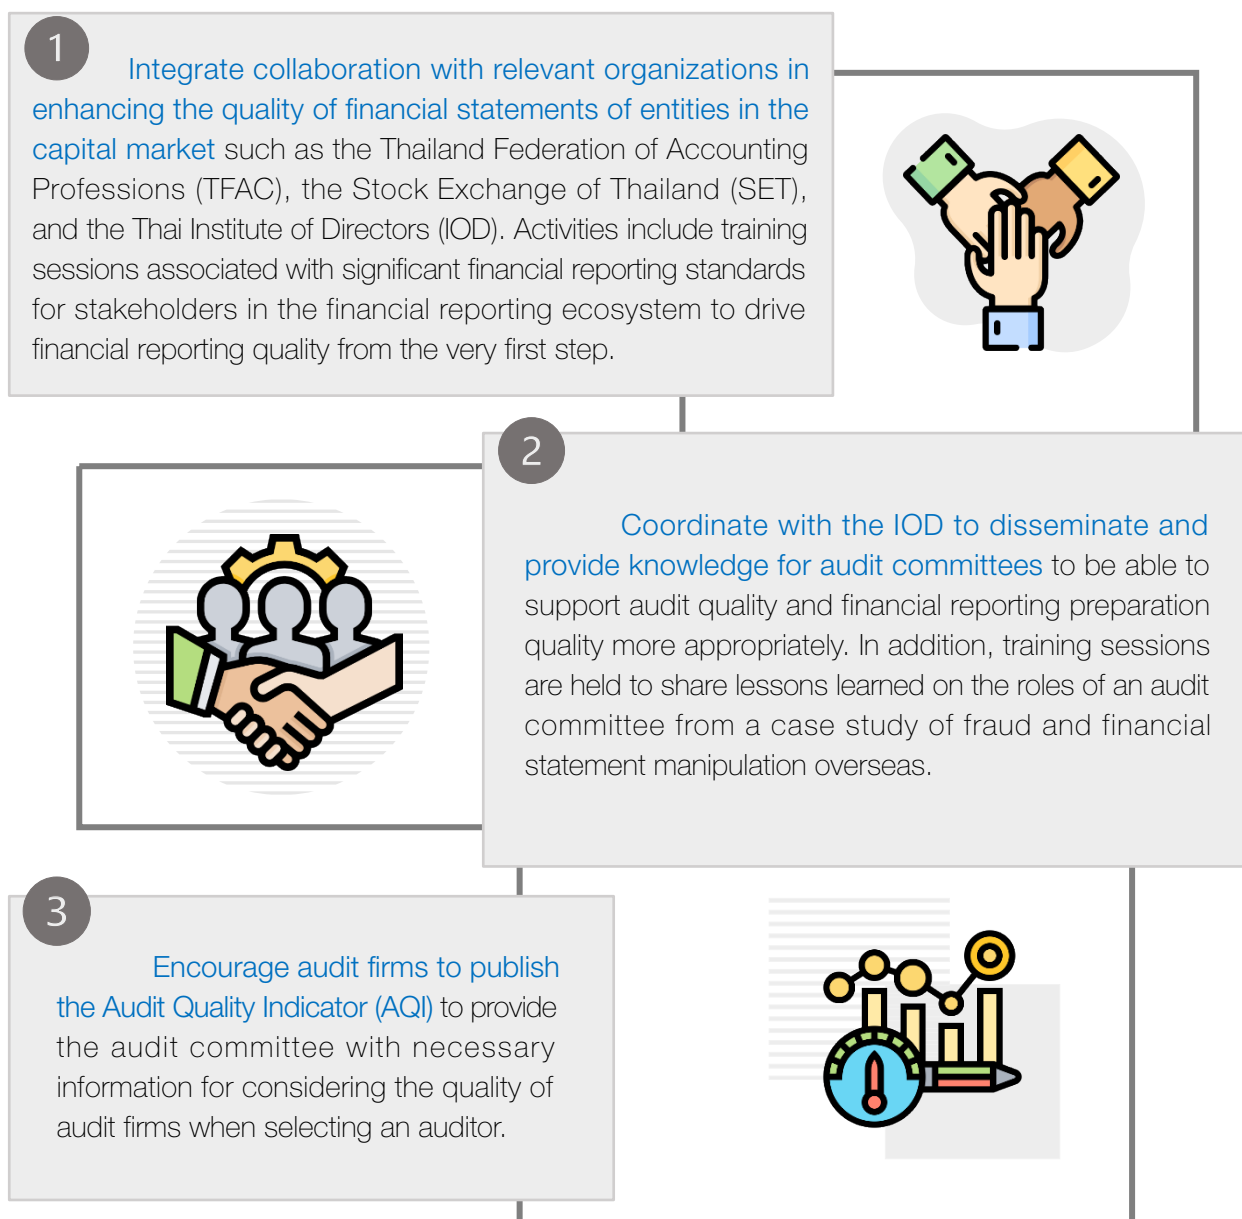 1
Integrate collaboration with relevant organizations in
enhancing the quality of financial statements of entities in the
capital market such as the Thailand Federation of Accounting
Professions (TFAC), the Stock Exchange of Thailand (SET),
and the Thai Institute of Directors (IOD). Activities include training
sessions associated with significant financial reporting standards
for stakeholders in the financial reporting ecosystem to drive
financial reporting quality from the very first step.
2
Coordinate with the IOD to disseminate and
provide knowledge for audit committees to be able to
support audit quality and financial reporting preparation
quality more appropriately. In addition, training sessions
are held to share lessons learned on the roles of an audit
committee from a case study of fraud and financial
statement manipulation overseas.
3
Encourage audit firms to publish
the Audit Quality Indicator (AQI) to provide
the audit committee with necessary
information for considering the quality of
audit firms when selecting an auditor.